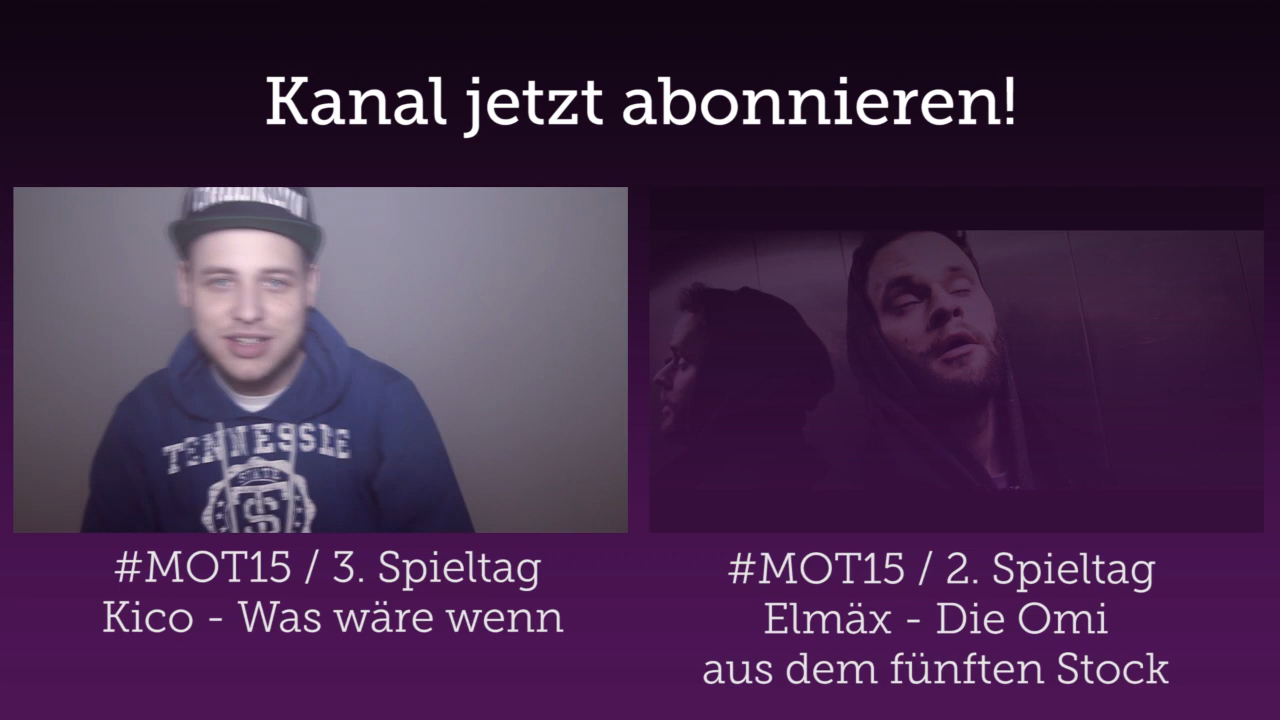 Kanal jetzt abonnieren!
TENNESSEE
STATE
#MOT15 / 3. Spieltag
Kico - Was wäre wenn
#MOT15 / 2. Spieltag
Elmäx - Die Omi
aus dem fünften Stock